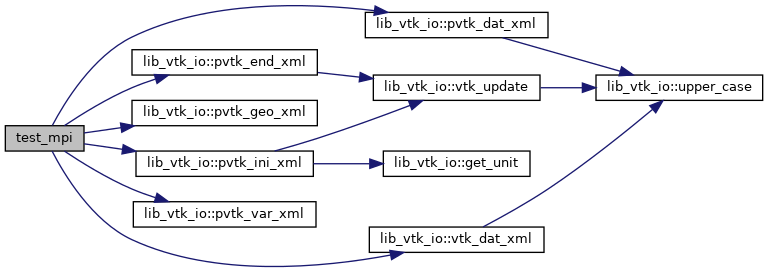 lib_vtk_io::pvtk_dat_xml
lib_vtk_io::pvtk_end_xml
lib_vtk_io::vtk_update
lib_vtk_io::upper_case
lib_vtk_io::pvtk_geo_xml
test_mpi
lib_vtk_io::pvtk_ini_xml
lib_vtk_io::get_unit
lib_vtk_io::pvtk_var_xml
lib_vtk_io::vtk_dat_xml